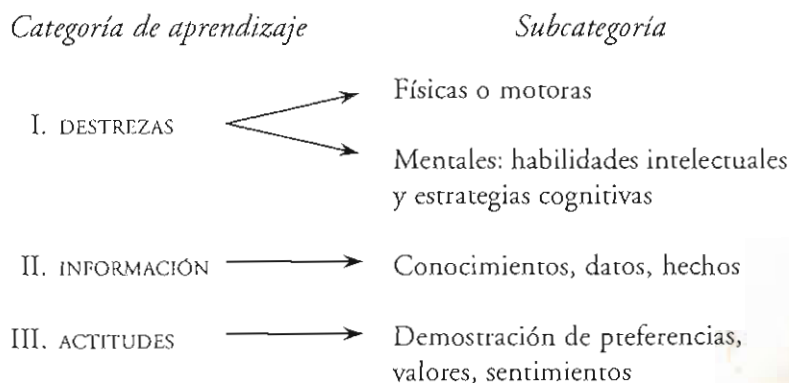 Categoría de aprendizaje
Subcategoría
I. DESTREZAS
Físicas o motoras
Mentales: habilidades intelectuales
y estrategias cognitivas
II. INFORMACIÓN
Conocimientos, datos, hechos
III. ACTITUDES
Demostración de preferencias,
valores, sentimientos